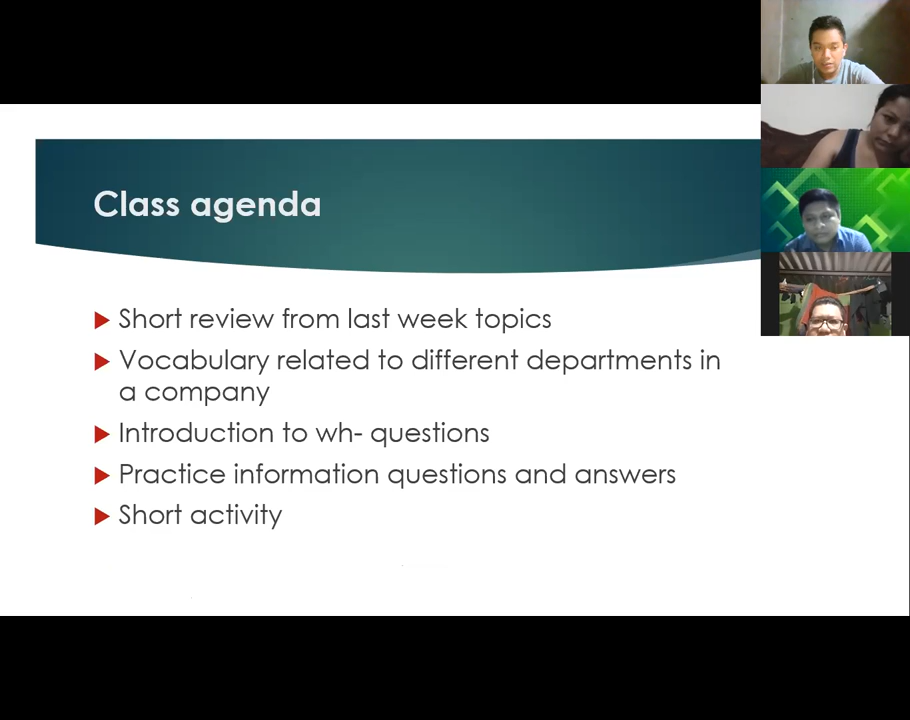 Class agenda
Short review from last week topics
Vocabulary related to different departments in
a company
Introduction to wh- questions
Practice information questions and answers
Short activity